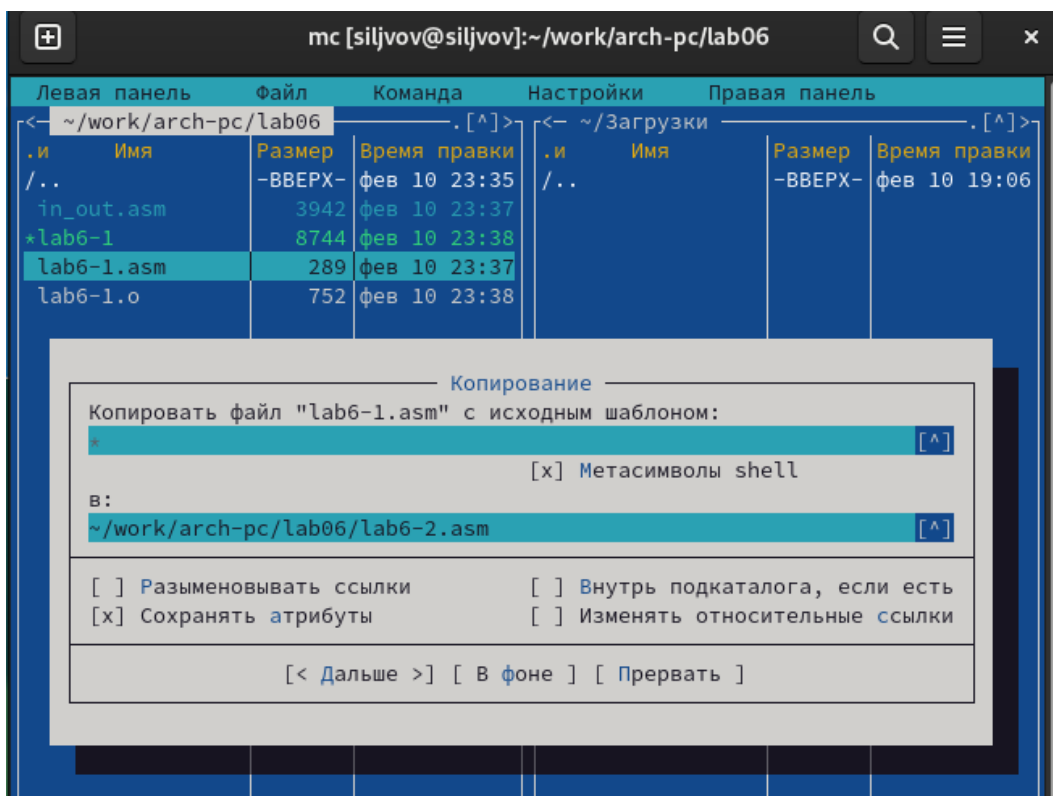 mc [siljvov@siljvov]:~/work/arch-pc/lab06
Левая панель Файл Команда Настройки Правая панель
<— ~/work/arch-pc/lab06 —.[^]> <— ~/Загрузки —.[^]>
.и Имя Размер Время правки .и Имя Размер Время правки
/.. -ВВЕРХ- фев 10 23:35 /.. -ВВЕРХ- фев 10 19:06
in_out.asm 3942 фев 10 23:37
*lab6-1 8744 фев 10 23:38
lab6-1.asm 289 фев 10 23:37
lab6-1.o 752 фев 10 23:38
Копирование
Копировать файл "lab6-1.asm" с исходным шаблоном:
* [^]
[x] Метасимволы shell
в:
~/work/arch-pc/lab06/lab6-2.asm [^]
[ ] Разыменовывать ссылки [ ] Внутрь подкаталога, если есть
[x] Сохранять атрибуты [ ] Изменять относительные ссылки
[< Дальше >] [ В фоне ] [ Прервать ]